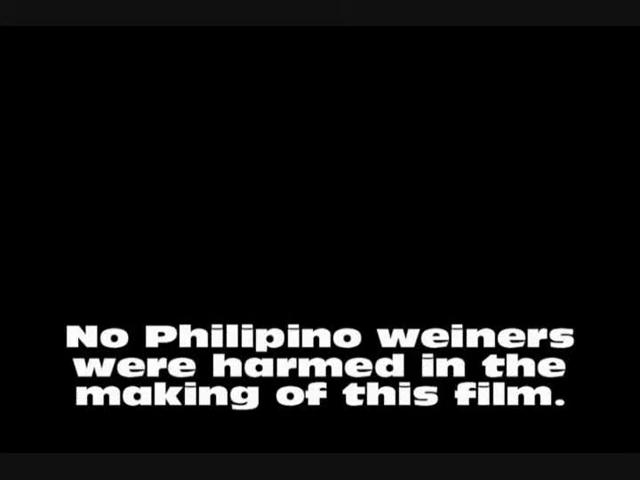 No Philipino weiners
were harmed in the
making of this film.